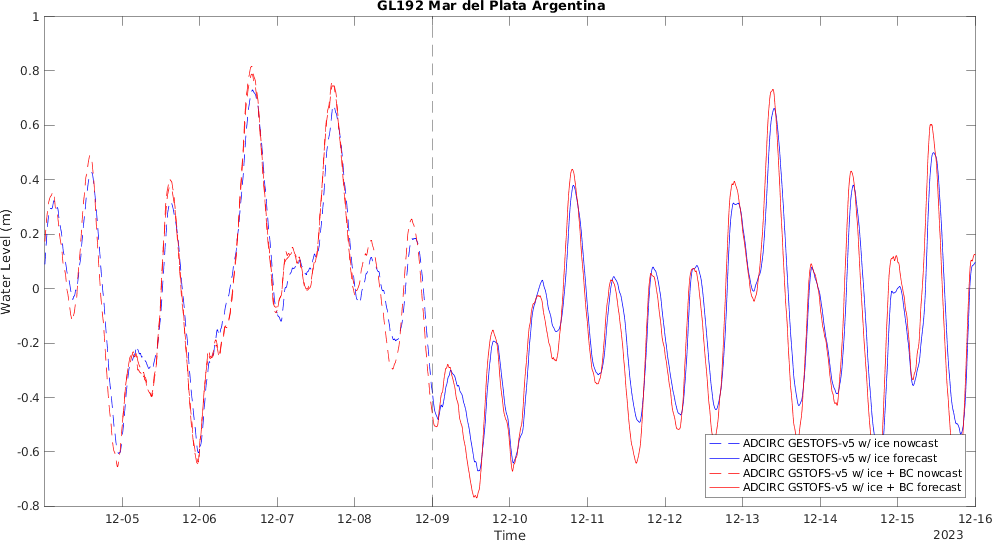 GL192 Mar del Plata Argentina
1
0.8
0.6
0.4
0.2
0
-0.2
-0.4
-0.6
-0.8
Water Level (m)
ADCIRC GESTOFS-v5 w/ ice nowcast
ADCIRC GESTOFS-v5 w/ ice forecast
ADCIRC GSTOFS-v5 w/ ice + BC nowcast
ADCIRC GSTOFS-v5 w/ ice + BC forecast
12-05 12-06 12-07 12-08 12-09 12-10 12-11 12-12 12-13 12-14 12-15 12-16
Time
2023